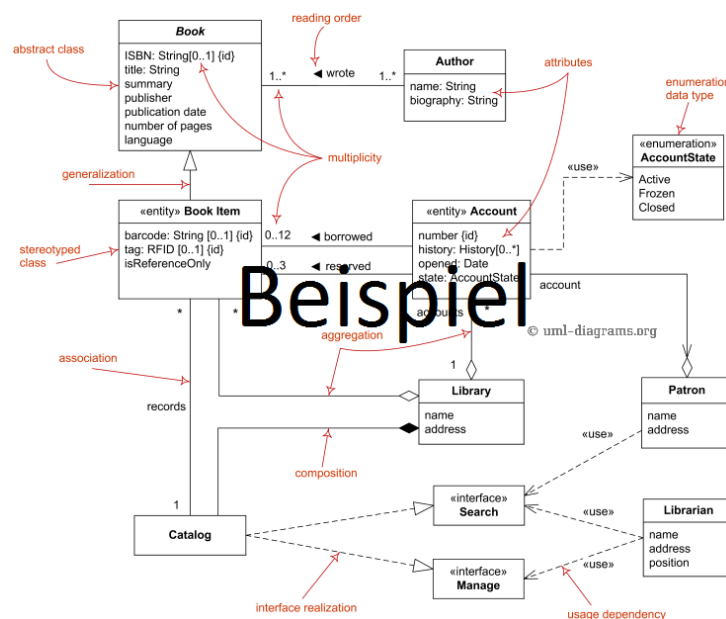 reading order
Book
abstract class
ISBN: String[0..1] {id}
title: String
summary
publisher
publication date
number of pages
language
1..*
◄ wrote
1..*
Author
name: String
biography: String
attributes
enumeration
data type
«enumeration»
AccountState
Active
Frozen
Closed
multiplicity
generalization
«use»
«entity» Book Item
barcode: String [0..1] {id}
tag: RFID [0..1] {id}
isReferenceOnly
stereotyped
class
0..12
◄ borrowed
0..3
◄ reserved
«entity» Account
number {id}
history: History[0..*]
opened: Date
state: AccountState
account
*
*
accounts
*
Beispiel
© uml-diagrams.org
aggregation
association
1
records
Library
name
address
Patron
name
address
«use»
composition
1
Catalog
«interface»
Search
«use»
Librarian
name
address
position
«interface»
Manage
«use»
interface realization
usage dependency